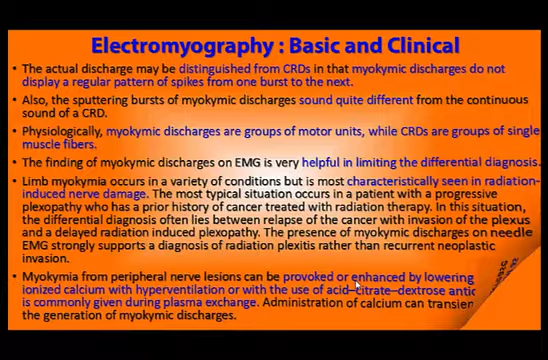 Electromyography : Basic and Clinical
• The actual discharge may be distinguished from CRDs in that myokymic discharges do not
display a regular pattern of spikes from one burst to the next.
• Also, the sputtering bursts of myokymic discharges sound quite different from the continuous
sound of a CRD.
• Physiologically, myokymic discharges are groups of motor units, while CRDs are groups of single
muscle fibers.
• The finding of myokymic discharges on EMG is very helpful in limiting the differential diagnosis.
• Limb myokymia occurs in a variety of conditions but is most characteristically seen in radiation-
induced nerve damage. The most typical situation occurs in a patient with a progressive
plexopathy who has a prior history of cancer treated with radiation therapy. In this situation,
the differential diagnosis often lies between relapse of the cancer with invasion of the plexus
and a delayed radiation induced plexopathy. The presence of myokymic discharges on needle
EMG strongly supports a diagnosis of radiation plexitis rather than recurrent neoplastic
invasion.
• Myokymia from peripheral nerve lesions can be provoked or enhanced by lowering
ionized calcium with hyperventilation or with the use of acid–citrate–dextrose antic
is commonly given during plasma exchange. Administration of calcium can transien
the generation of myokymic discharges.